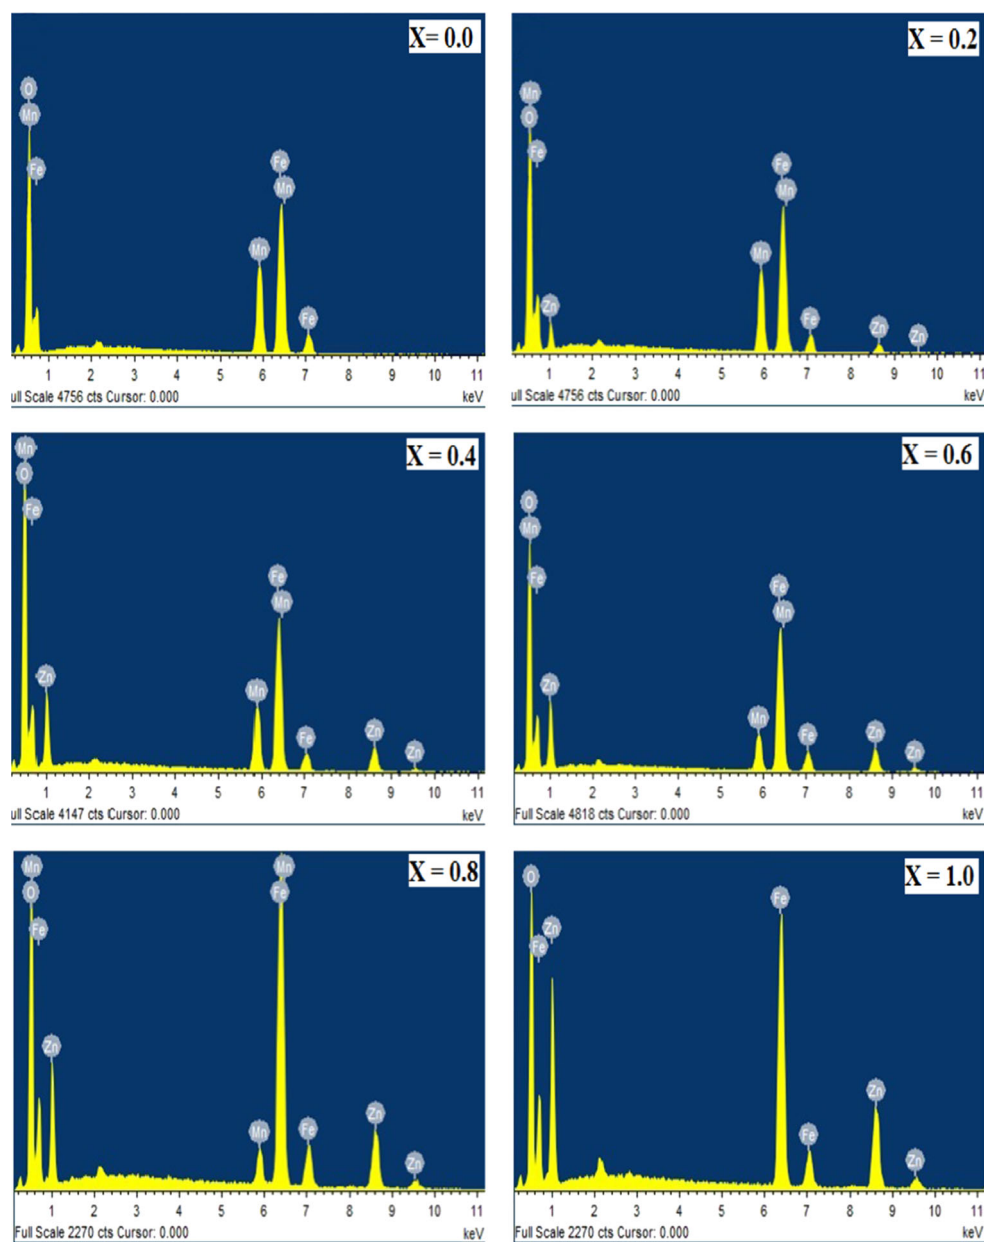 X= 0.0
O
Mn
Fe
Fe
Mn
Mn
Fe
1 2 3 4 5 6 7 8 9 10 11
ull Scale 4756 cts Cursor: 0.000 keV
X = 0.2
Mn
O
Fe
Fe
Mn
Mn
Zn
Fe
Zn
Zn
1 2 3 4 5 6 7 8 9 10 11
ull Scale 4756 cts Cursor: 0.000 keV
X = 0.4
Mn
O
Fe
Fe
Mn
Zn
Mn
Fe
Zn
Zn
1 2 3 4 5 6 7 8 9 10 11
ull Scale 4147 cts Cursor: 0.000 keV
X = 0.6
O
Mn
Fe
Fe
Mn
Zn
Mn
Fe
Zn
Zn
1 2 3 4 5 6 7 8 9 10 11
Full Scale 4818 cts Cursor: 0.000 keV
X = 0.8
Mn
O
Fe
Mn
Fe
Zn
Mn
Fe
Zn
Zn
1 2 3 4 5 6 7 8 9 10 11
Full Scale 2270 cts Cursor: 0.000 keV
X = 1.0
O
Fe
Zn
Fe
Zn
Fe
Zn
1 2 3 4 5 6 7 8 9 10 11
Full Scale 2270 cts Cursor: 0.000 keV